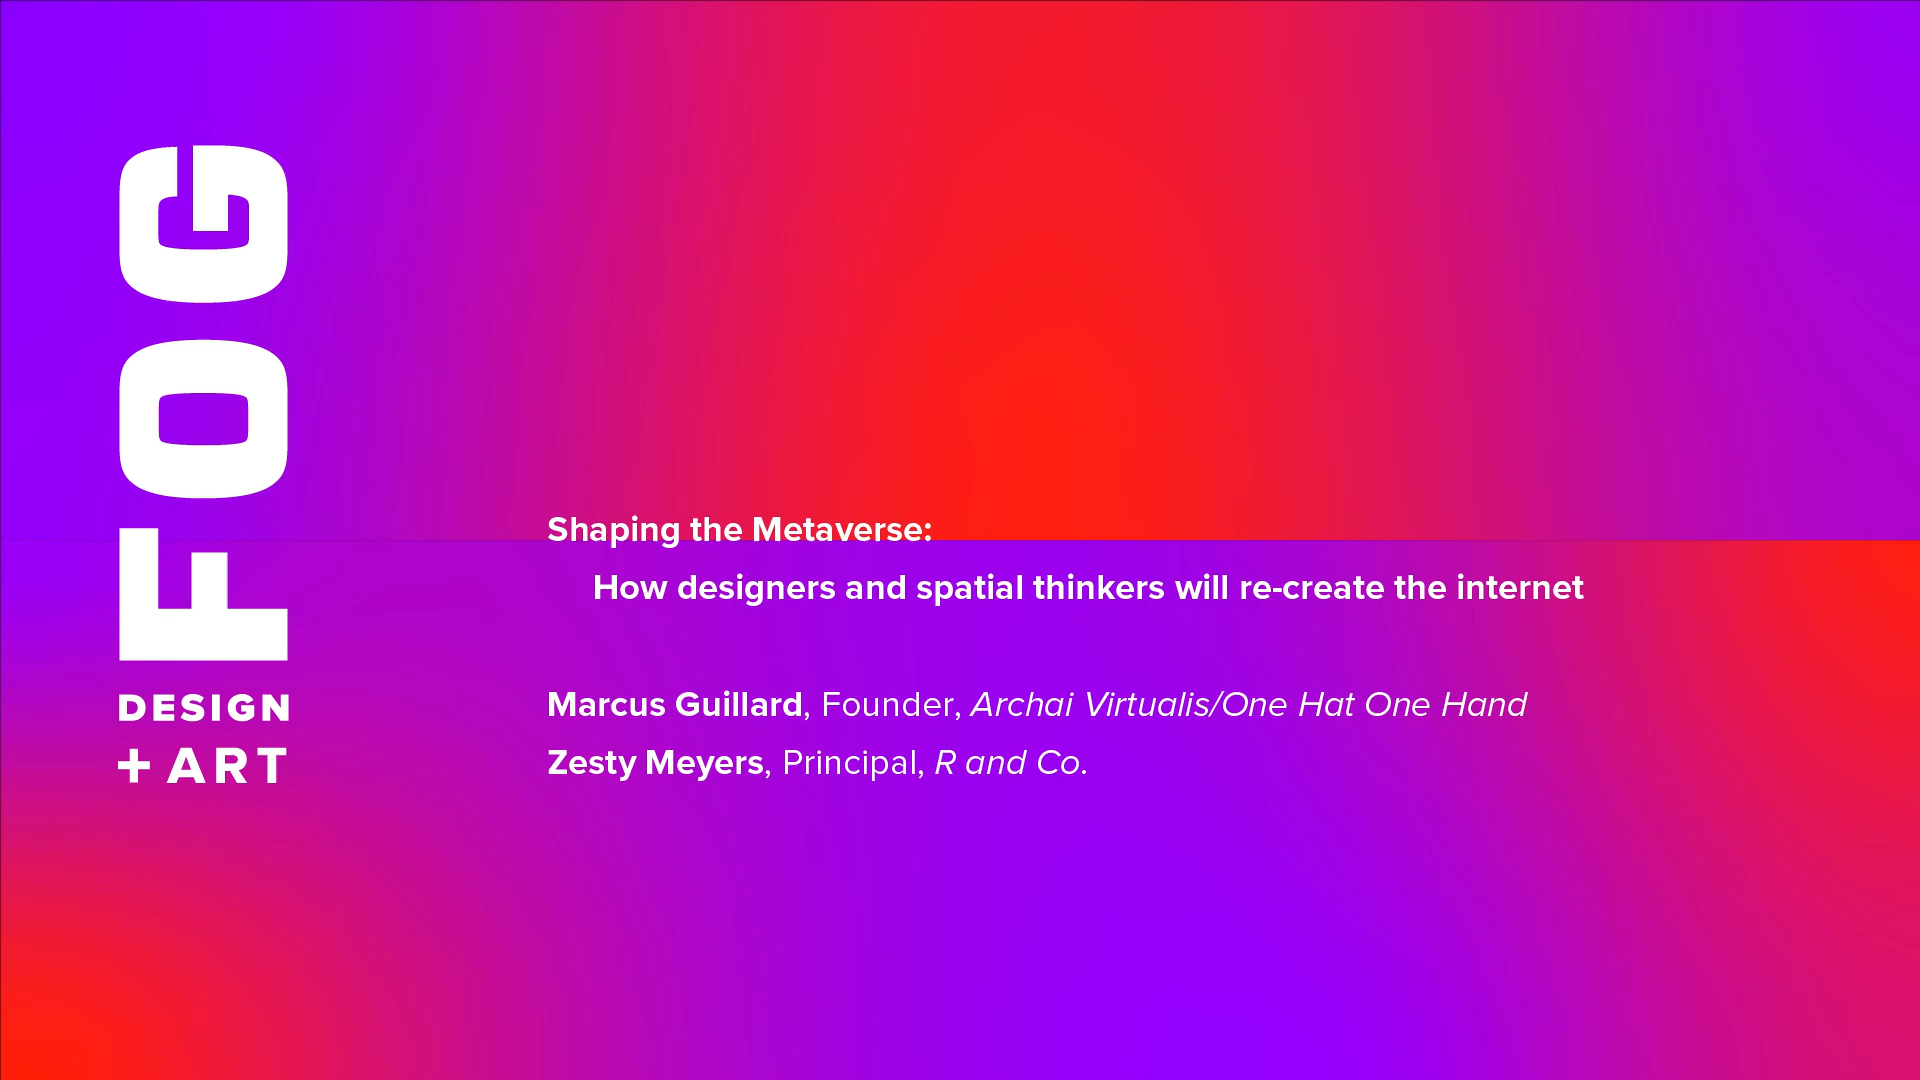 FOG
DESIGN
+ ART
Shaping the Metaverse:
How designers and spatial thinkers will re-create the internet
Marcus Guillard, Founder, Archai Virtualis/One Hat One Hand
Zesty Meyers, Principal, R and Co.